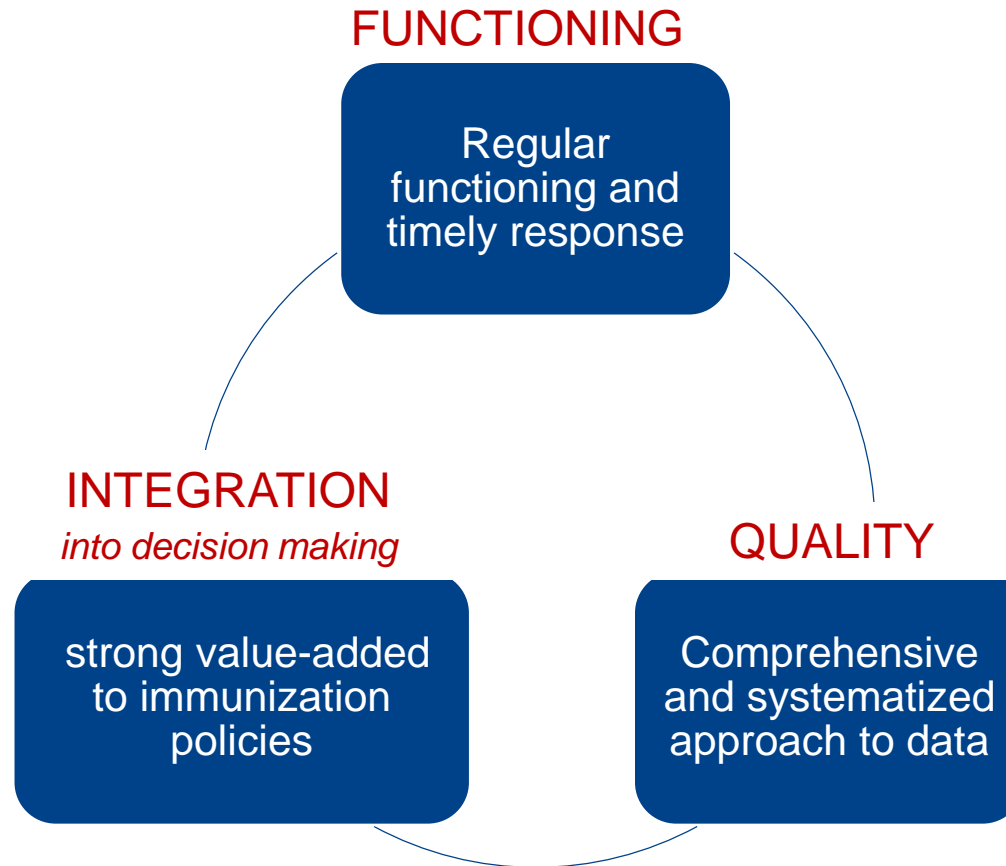 FUNCTIONING
Regular
functioning and
timely response
INTEGRATION
into decision making
strong value-added
to immunization
policies
QUALITY
Comprehensive
and systematized
approach to data